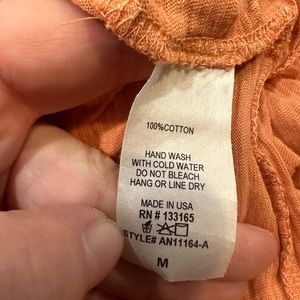 100%COTTON
HAND WASH
WITH COLD WATER
DO NOT BLEACH
HANG OR LINE DRY
MADE IN USA
RN # 133165
STYLE# AN11164-A
M